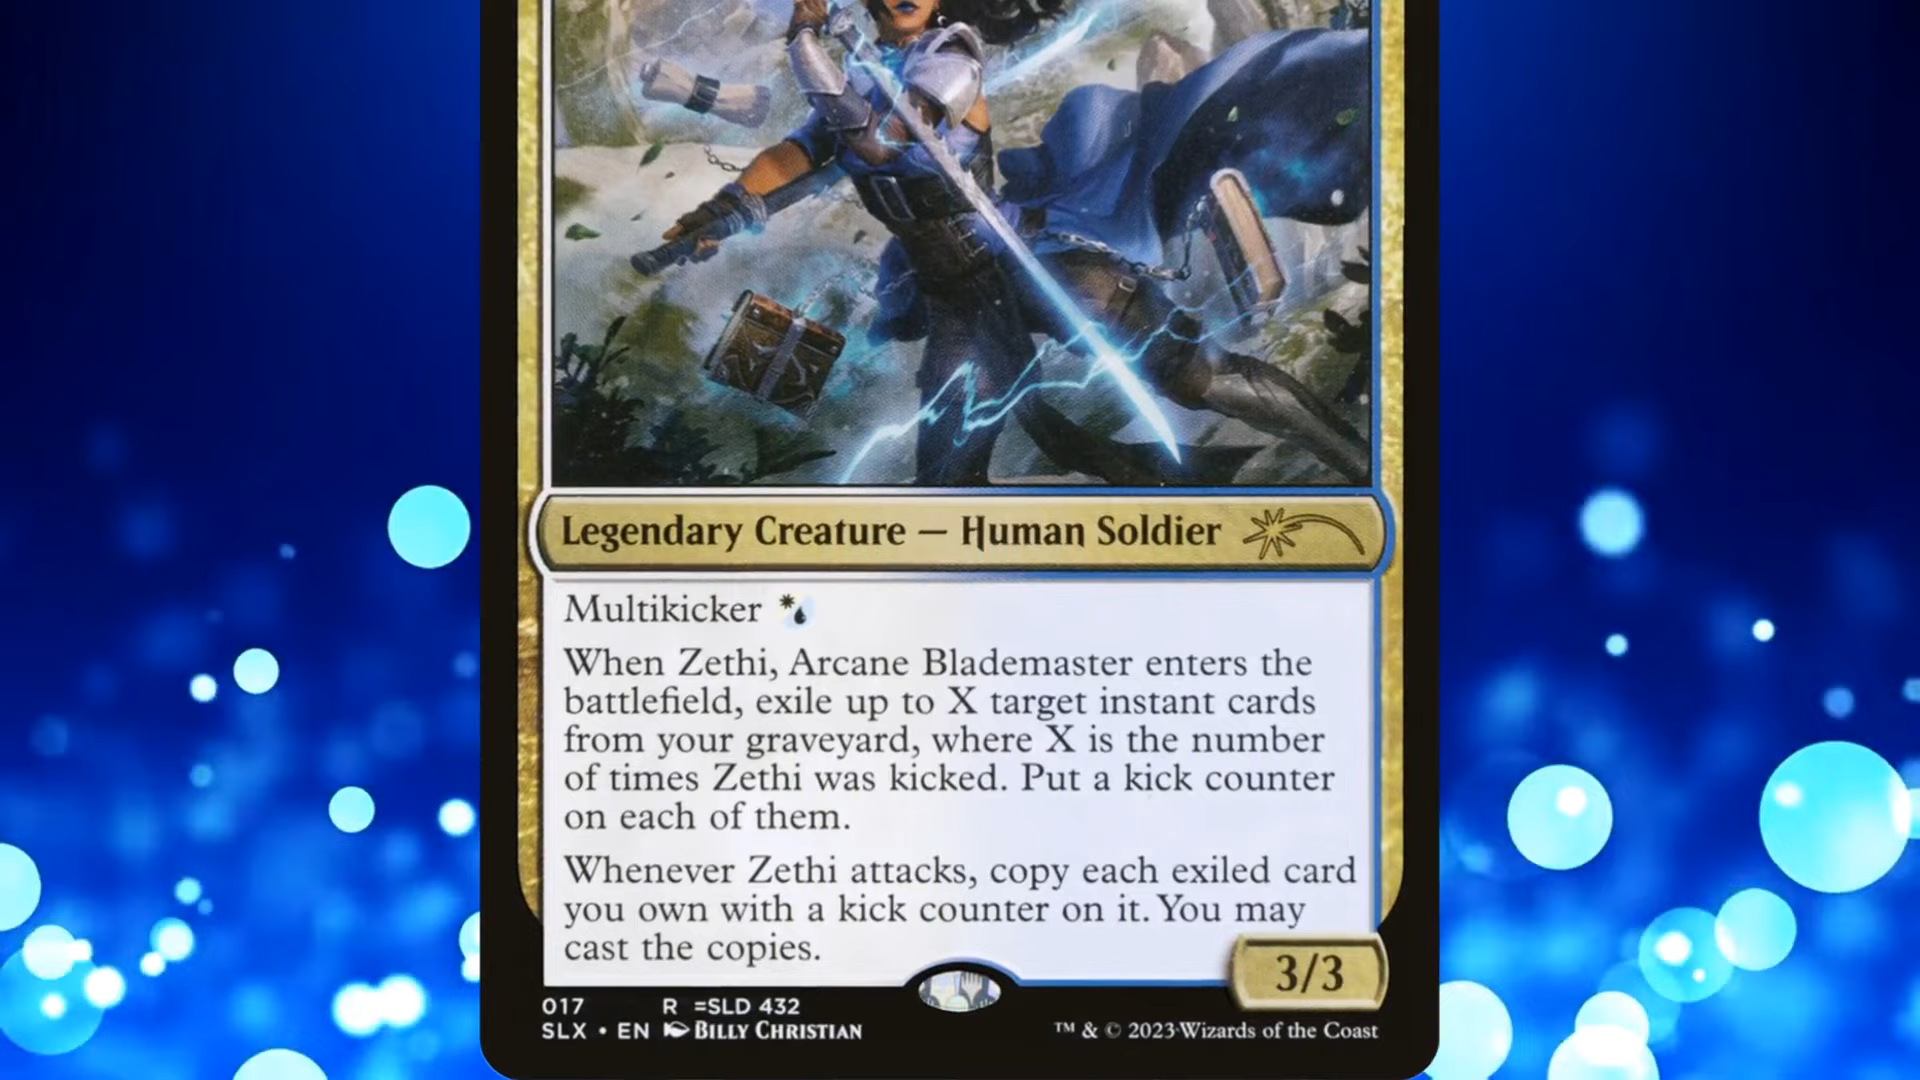 Legendary Creature — Human Soldier
Multikicker
When Zethi, Arcane Blademaster enters the
battlefield, exile up to X target instant cards
from your graveyard, where X is the number
of times Zethi was kicked. Put a kick counter
on each of them.
Whenever Zethi attacks, copy each exiled card
you own with a kick counter on it. You may
cast the copies.
3/3
017 R =SLD 432
SLX • EN BILLY CHRISTIAN
™ & © 2023 Wizards of the Coast